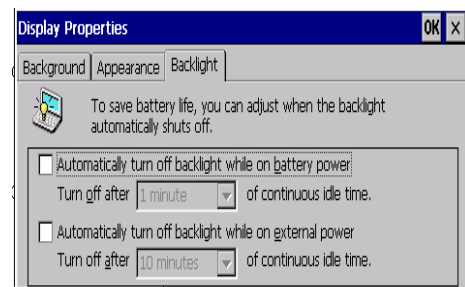 Display Properties OK ×
Background Appearance Backlight
To save battery life, you can adjust when the backlight
automatically shuts off.
Automatically turn off backlight while on battery power
Turn off after 1 minute of continuous idle time.
Automatically turn off backlight while on external power
Turn off after 10 minutes of continuous idle time.